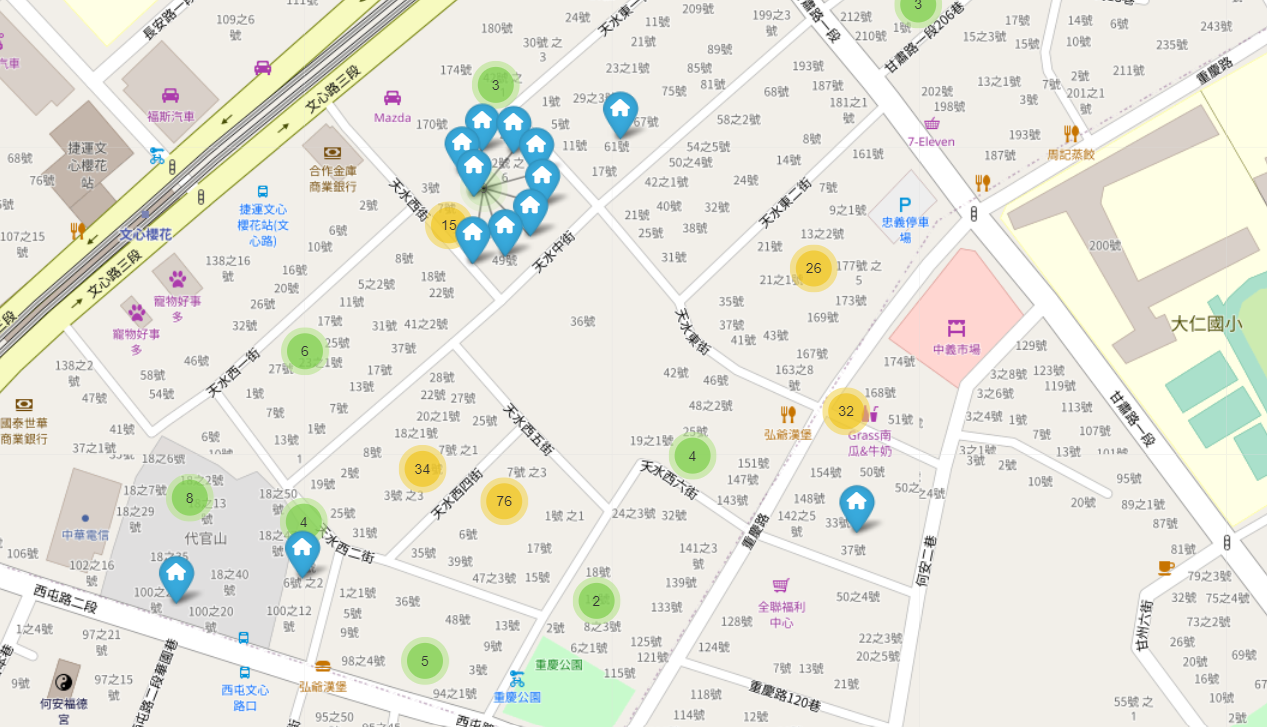 長安路一段
109之6
號
180號
24號
天水東一
11號
209號
199之3
號
212號
210號
1號
3
甘肅路一段206巷
17號
15之3號
15號
14號
6號
10號
243號
235號
重慶路
30號 之
3
21號
89號
路一段
211號
174號
3
23之1號
85號
81號
193號
13之1號
2號
福斯汽車
Mazda
文心路三段
1號
29之3
75號
68號
187號
202號
198號
3號
7號
201之1
號
170號
5號
67號
58之2號
181之1
號
7-Eleven
193號
周記蒸餃
捷運文
心櫻花
站
68號
76號
合作金庫
商業銀行
11號
61號
54之5號
8號
161號
187號
50之4號
14號
17號
42之1號
24號
7號
3號
天水西街
2號
捷運文心
櫻花站(文
心路)
21號
40號
32號
天水東二街
9之1號
忠義停車
場
200號
107之15
號
文心櫻花
6號
15
25號
38號
13之2號
10號
天水中街
31號
21號
大仁國小
138之16
號
8號
49號
26
177號 之
5
文心路三段
16號
18號
21之1號
寵物好事
多
20號
5之2號
22號
173號
26號
11號
35號
169號
寵物好事
多
32號
17號
31號
41之2號
36號
天水東街
37號
43號
41號
中義市場
25號
37號
167號
129號
138之2
號
46號
6
27號
17號
163之8
號
174號
3之8號
123號
58號
天水西一街
13號
28號
42號
46號
119號
3之6號
47號
54號
1號
22號
27號
168號
國泰世華
商業銀行
7號
7號
20之1號
25號
天水西五街
48之2號
弘爺漢堡
32
51號
3之4號
1號
113號
甘肅路一段
41號
6號
1號
18之1號
25號
Grass南
瓜&牛奶
107號
37之1號
13號
8號
7號 之1
19之1號
7號
18之6號
2號
34
7號 之3
4
151號
154號
50號
3號
10號
18之7號
8
19號
3號 之3
天水西四街
76
天水西六街
147號
143號
148號
95號
20號
89之1號
18之29
號
18之50
號
25號
1號 之1
24之3號
32號
142之5
號
33號
87號
中華電信
代官山
4
31號
天水西二街
6號
重慶路
37號
106號
35號
39號
17號
141之3
號
何安二巷
81號
102之16
號
18之40
號
47之3號
15號
18號
139號
79之3號
西屯路二段
100之20
號
100之12
號
1之1號
36號
2
133號
全聯福利
中心
50之4號
32號
75之4號
1之4號
97之21
號
5號
48號
13號
2號
8之3號
128號
甘州六街
73之2號
9號
6之1號
125號
121號
124號
22之3號
26號
9號
97之15
號
西屯文心
路口
98之4號
5
9號
3號
重慶公園
115號
7號
13號
20之5號
20號
69號
何安福德
宮
弘爺漢堡
94之1號
重慶公園
118號
重慶路120巷
21號
16號
10號
95之50
114號
12號
55號 之
1
2號